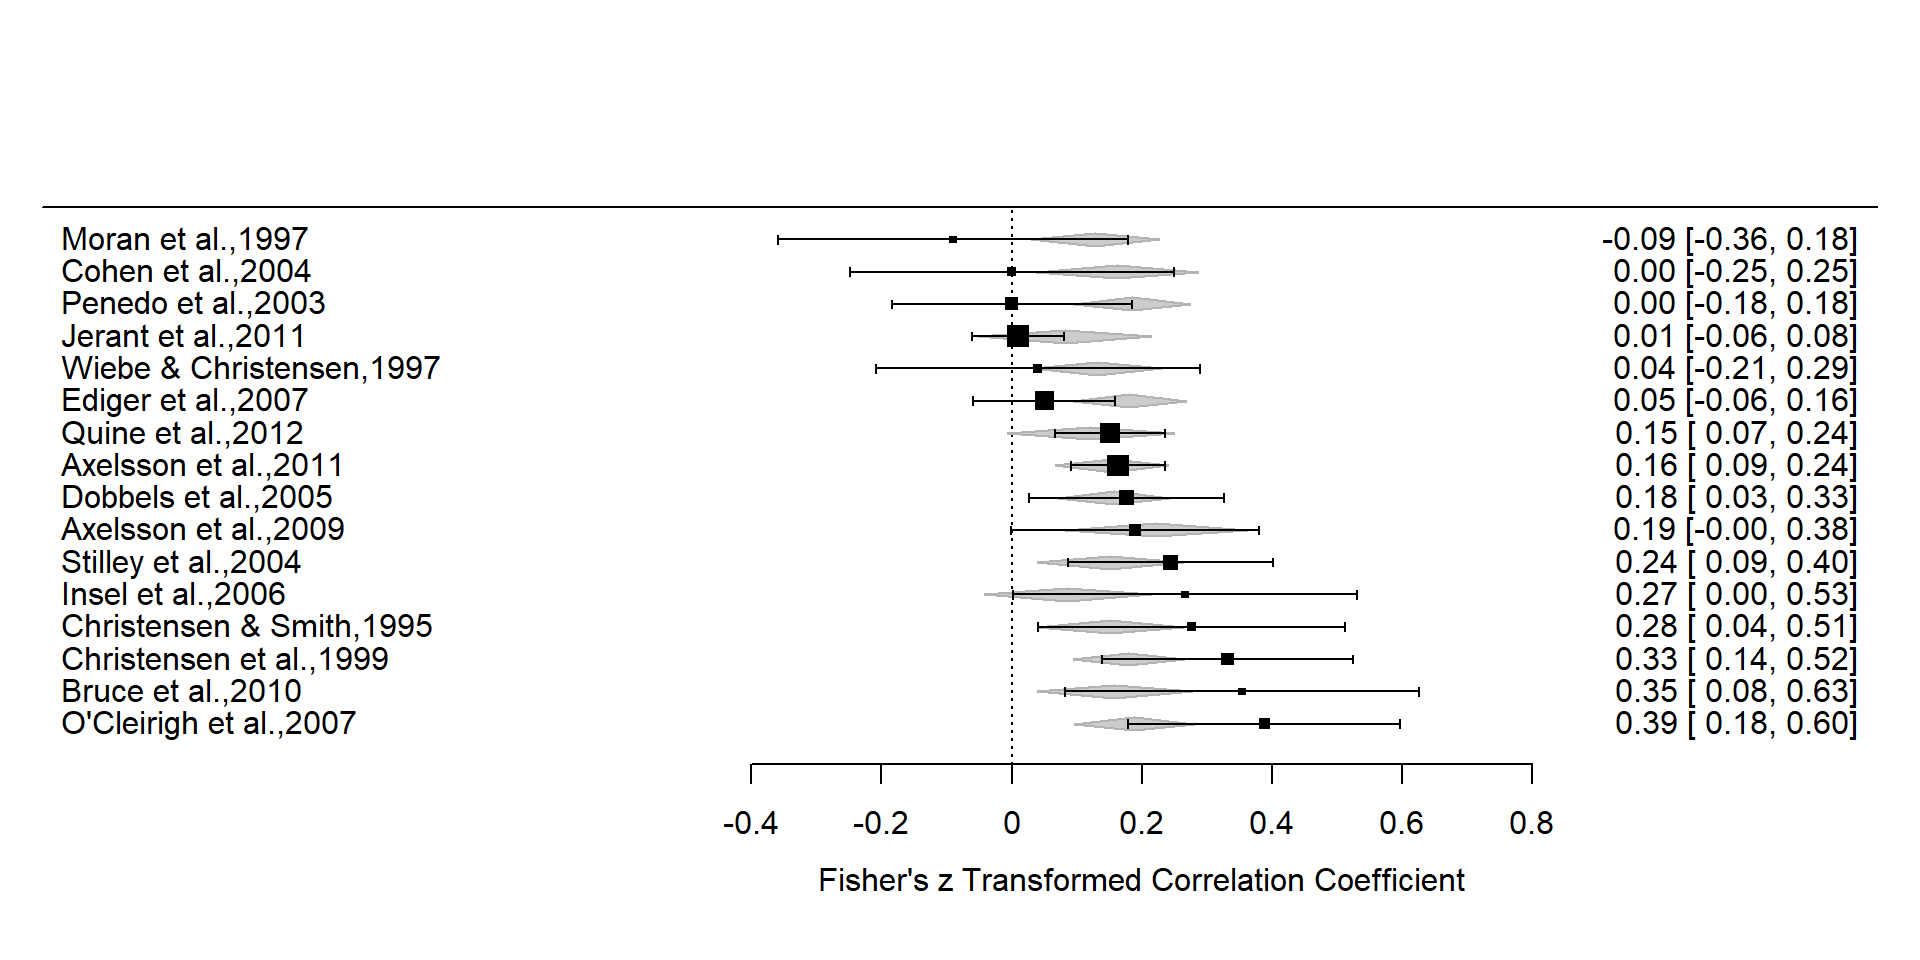 Moran et al.,1997 -0.09 [-0.36, 0.18]
Cohen et al.,2004 0.00 [-0.25, 0.25]
Penedo et al.,2003 0.00 [-0.18, 0.18]
Jerant et al.,2011 0.01 [-0.06, 0.08]
Wiebe & Christensen,1997 0.04 [-0.21, 0.29]
Ediger et al.,2007 0.05 [-0.06, 0.16]
Quine et al.,2012 0.15 [ 0.07, 0.24]
Axelsson et al.,2011 0.16 [ 0.09, 0.24]
Dobbels et al.,2005 0.18 [ 0.03, 0.33]
Axelsson et al.,2009 0.19 [-0.00, 0.38]
Stilley et al.,2004 0.24 [ 0.09, 0.40]
Insel et al.,2006 0.27 [ 0.00, 0.53]
Christensen & Smith,1995 0.28 [ 0.04, 0.51]
Christensen et al.,1999 0.33 [ 0.14, 0.52]
Bruce et al.,2010 0.35 [ 0.08, 0.63]
O'Cleirigh et al.,2007 0.39 [ 0.18, 0.60]
-0.4 -0.2 0 0.2 0.4 0.6 0.8
Fisher's z Transformed Correlation Coefficient